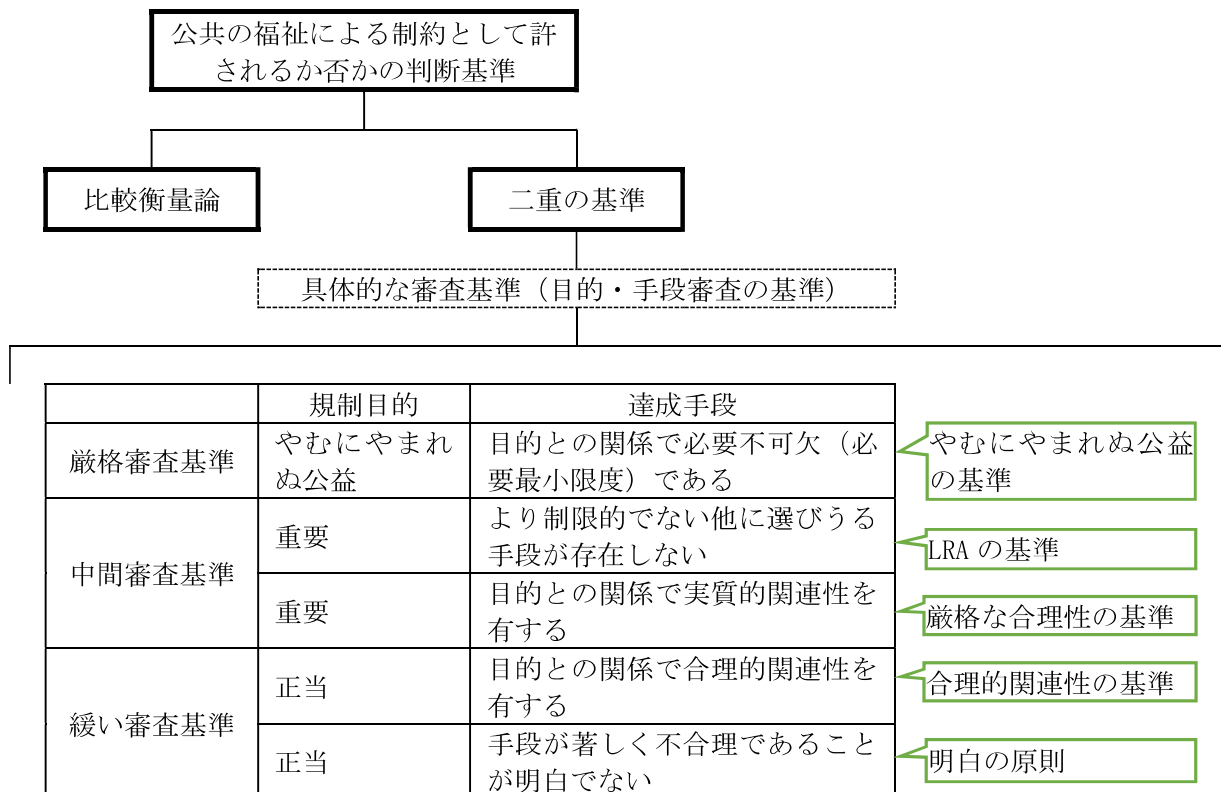 公共の福祉による制約として許
されるか否かの判断基準
比較衡量論
二重の基準
具体的な審査基準（目的・手段審査の基準）
規制目的
達成手段
厳格審査基準
やむにやまれ
ぬ公益
目的との関係で必要不可欠（必
要最小限度）である
やむにやまれぬ公益
の基準
中間審査基準
重要
より制限的でない他に選びうる
手段が存在しない
LRA の基準
重要
目的との関係で実質的関連性を
有する
厳格な合理性の基準
緩い審査基準
正当
目的との関係で合理的関連性を
有する
合理的関連性の基準
正当
手段が著しく不合理であること
が明白でない
明白の原則